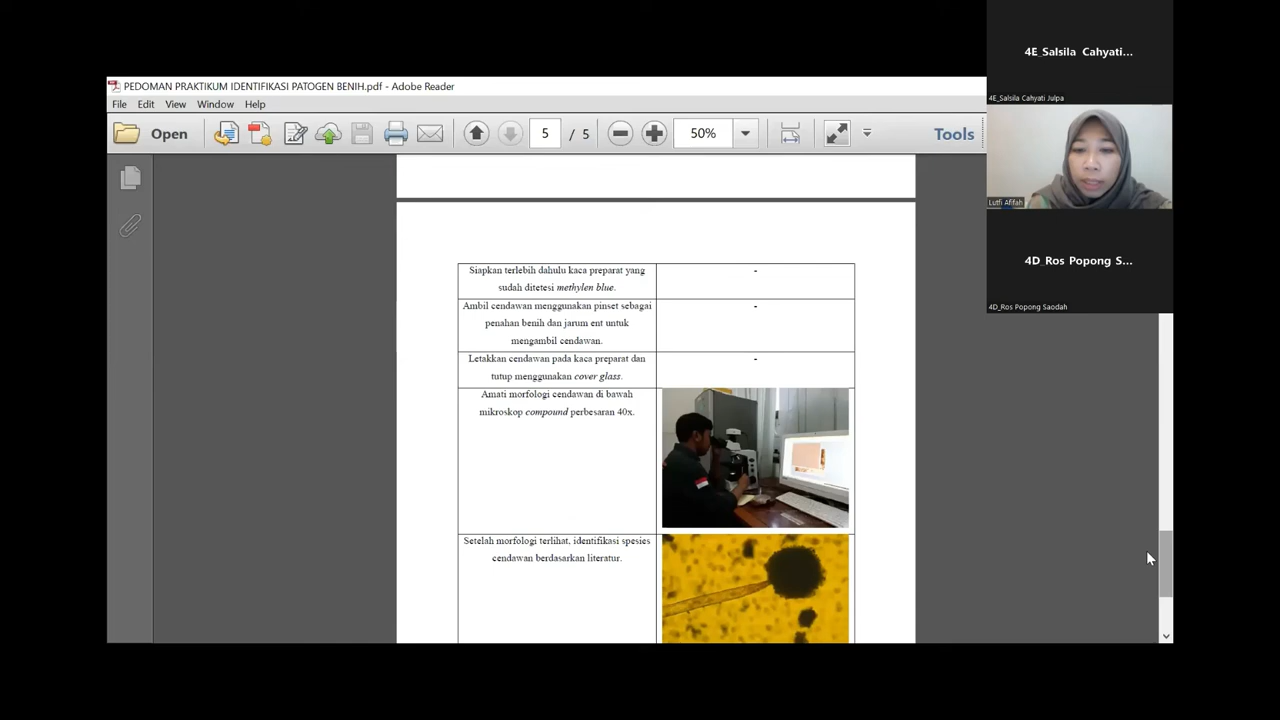 4E_Salsila Cahyati...
4E_Salsila Cahyati Julpa
PEDOMAN PRAKTIKUM IDENTIFIKASI PATOGEN BENIH.pdf - Adobe Reader
File Edit View Window Help
Open 5 / 5 50% Tools
Lutfi Afifah
4D_Ros Popong S...
4D_Ros Popong Saodah
Siapkan terlebih dahulu kaca preparat yang
sudah ditetesi methylen blue.
-
Ambil cendawan menggunakan pinset sebagai
penahan benih dan jarum ent untuk
mengambil cendawan.
-
Letakkan cendawan pada kaca preparat dan
tutup menggunakan cover glass.
-
Amati morfologi cendawan di bawah
mikroskop compound perbesaran 40x.
Setelah morfologi terlihat, identifikasi spesies
cendawan berdasarkan literatur.